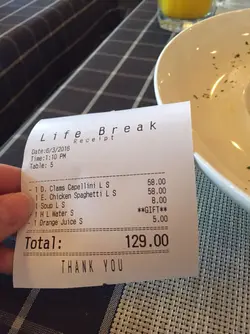 Life Break
Receipt
Date:6/3/2016
Time:1:10 PM
Table: 5
1 D. Clams Capellini L S 58.00
1 E. Chicken Spaghetti L S 58.00
1 Soup L S 8.00
1 N L Water S **GIFT**
1 Orange Juice S 5.00
Total: 129.00
THANK YOU